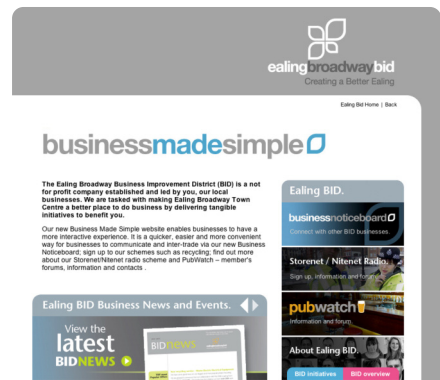 ealingbroadwaybid
Creating a Better Ealing
Ealing Bid Home | Back
businessmadesimple
The Ealing Broadway Business Improvement District (BID) is a not
for profit company established and led by you, our local
businesses. We are tasked with making Ealing Broadway Town
Centre a better place to do business by delivering tangible
initiatives to benefit you.
Our new Business Made Simple website enables businesses to have a
more interactive experience. It is a quicker, easier and more convenient
way for businesses to communicate and inter-trade via our new Business
Noticeboard; sign up to our schemes such as recycling; find out more
about our Storenet/Nitenet radio scheme and PubWatch – member's
forums, information and contacts .
Ealing BID Business News and Events.
View the
latest
BIDNEWS
BIDnews
Ealing BID.
businessnoticeboard
Connect with other BID businesses.
Storenet / Nitenet Radio.
Sign up, information and forum.
pubwatch
Information and forum
About Ealing BID.
BID initiatives
BID overview